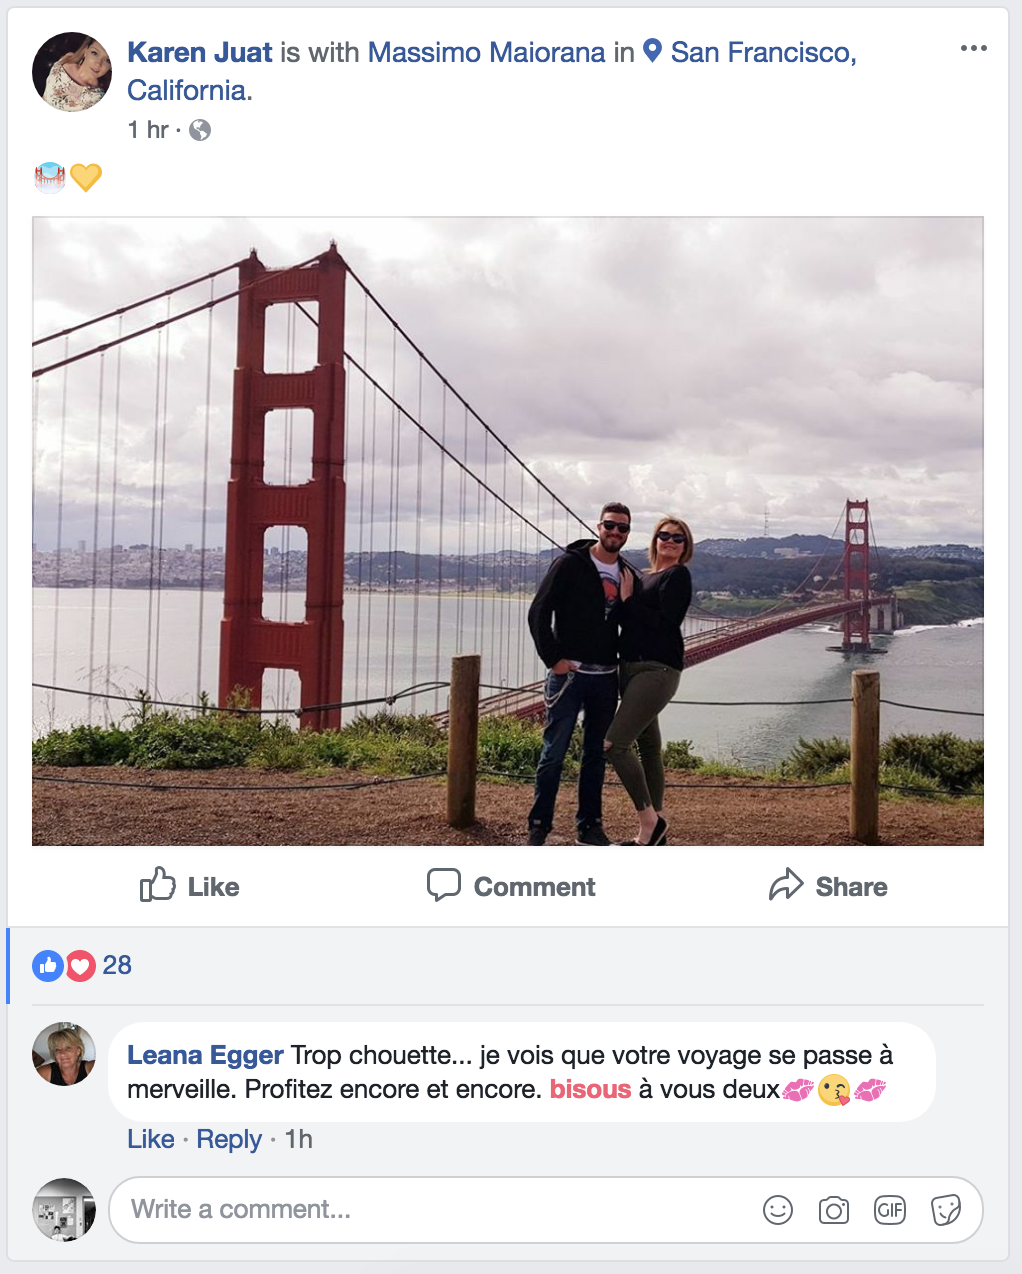 Karen Juat is with Massimo Maiorana in San Francisco,
California.
1 hr ·
Like
Comment
Share
28
Leana Egger Trop chouette... je vois que votre voyage se passe à
merveille. Profitez encore et encore. bisous à vous deux💋😘💋
Like · Reply · 1h
Write a comment...
GIF